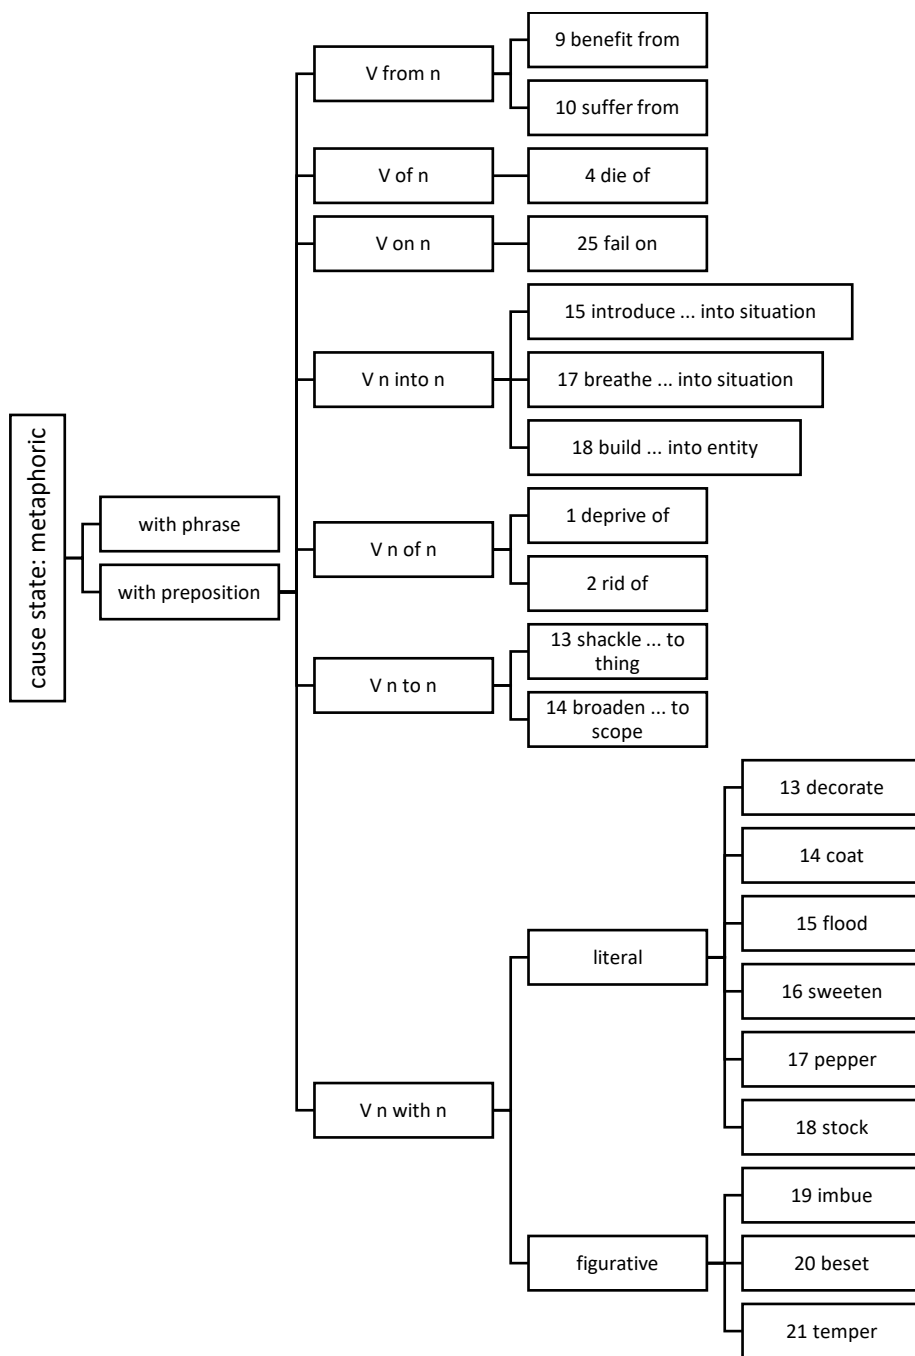 cause state: metaphoric
with phrase
with preposition
V from n
9 benefit from
10 suffer from
V of n
4 die of
V on n
25 fail on
V n into n
15 introduce ... into situation
17 breathe ... into situation
18 build ... into entity
V n of n
1 deprive of
2 rid of
V n to n
13 shackle ... to
thing
14 broaden ... to
scope
V n with n
literal
13 decorate
14 coat
15 flood
16 sweeten
17 pepper
18 stock
figurative
19 imbue
20 beset
21 temper